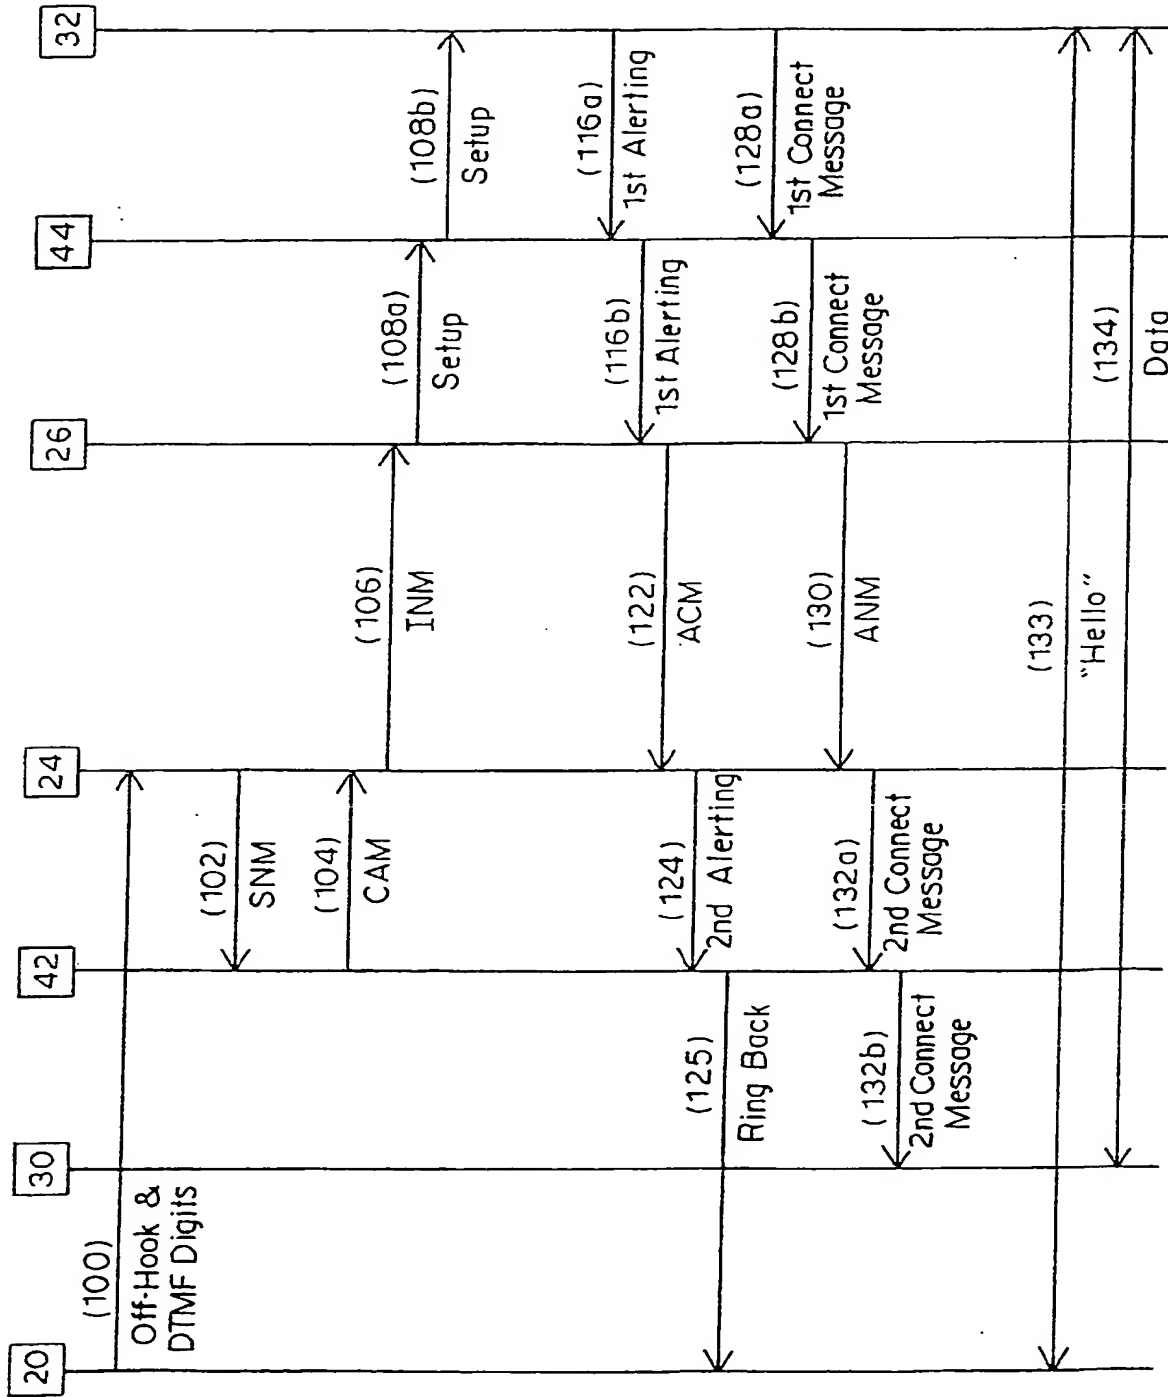 20
30
42
24
26
44
32
(100)
Off-Hook &
DTMF Digits
(102)
SNM
(104)
CAM
(106)
INM
(108a)
Setup
(108b)
Setup
(116a)
1st Alerting
(116b)
1st Alerting
(122)
ACM
(124)
2nd Alerting
(125)
Ring Back
(128a)
1st Connect
Message
(128b)
1st Connect
Message
(130)
ANM
(132a)
2nd Connect
Message
(132b)
2nd Connect
Message
(133)
"Hello"
(134)
Data